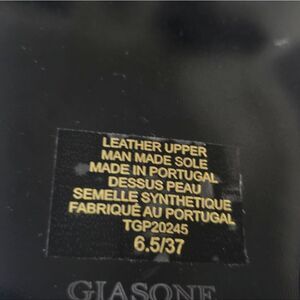 LEATHER UPPER
MAN MADE SOLE
MADE IN PORTUGAL
DESSUS PEAU
SEMELLE SYNTHETIQUE
FABRIQUÉ AU PORTUGAL
TGP20245
6.5/37
GIASONE